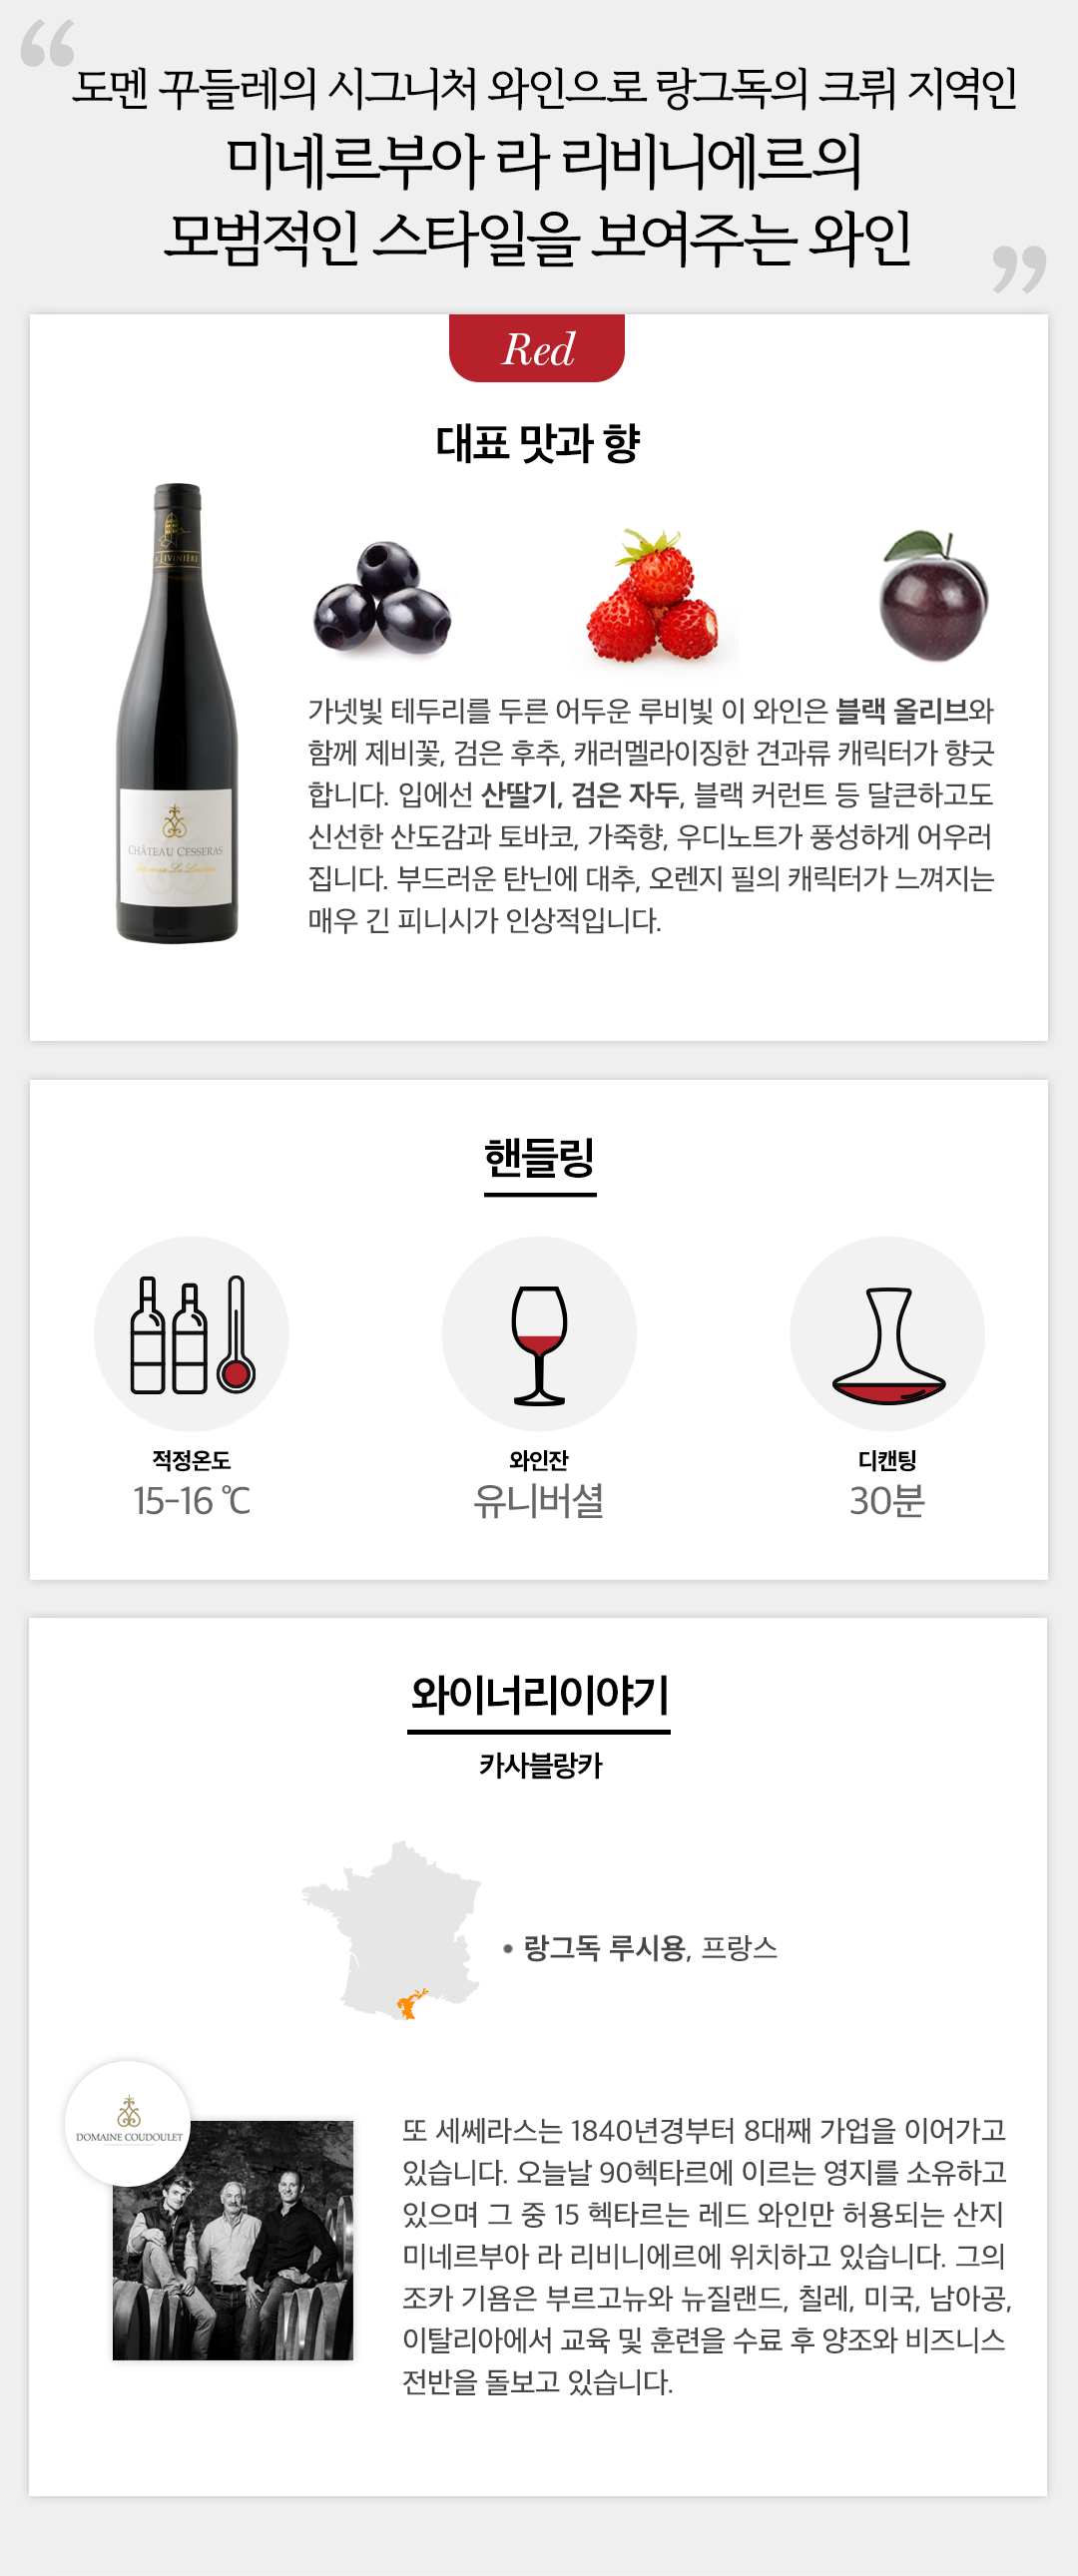 “
도멘 꾸들레의 시그니처 와인으로 랑그독의 크뤼 지역인
미네르부아 라 리비니에르의
모범적인 스타일을 보여주는 와인
”
Red
대표 맛과 향
LIVINIÈRE
CHÂTEAU CESSERAS
가넷빛 테두리를 두른 어두운 루비빛 이 와인은 블랙 올리브와
함께 제비꽃, 검은 후추, 캐러멜라이징한 견과류 캐릭터가 향긋
합니다. 입에선 산딸기, 검은 자두, 블랙 커런트 등 달큰하고도
신선한 산도감과 토바코, 가죽향, 우디노트가 풍성하게 어우러
집니다. 부드러운 탄닌에 대추, 오렌지 필의 캐릭터가 느껴지는
매우 긴 피니시가 인상적입니다.
핸들링
적정온도
15-16 ℃
와인잔
유니버셜
디캔팅
30분
와이너리이야기
카사블랑카
• 랑그독 루시용, 프랑스
DOMAINE COUDOULET
또 세쎄라스는 1840년경부터 8대째 가업을 이어가고
있습니다. 오늘날 90헥타르에 이르는 영지를 소유하고
있으며 그 중 15 헥타르는 레드 와인만 허용되는 산지
미네르부아 라 리비니에르에 위치하고 있습니다. 그의
조카 기욤은 부르고뉴와 뉴질랜드, 칠레, 미국, 남아공,
이탈리아에서 교육 및 훈련을 수료 후 양조와 비즈니스
전반을 돌보고 있습니다.